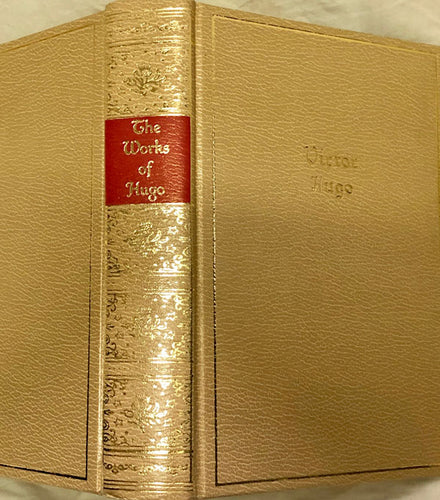 The
Works
of
Hugo
Victor
Hugo